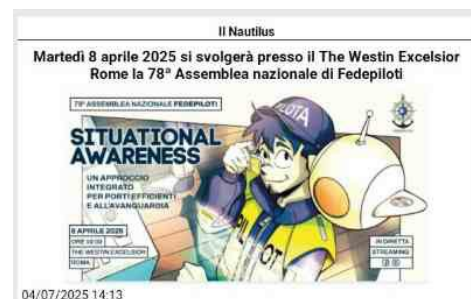 Il Nautilus
Martedì 8 aprile 2025 si svolgerà presso il The Westin Excelsior
Rome la 78ª Assemblea nazionale di Fedepiloti
78ª ASSEMBLEA NAZIONALE FEDEPILOTI
PILOTA
SITUATIONAL
AWARENESS
UN APPROCCIO
INTEGRATO
PER PORTI EFFICIENTI
E ALL'AVANGUARDIA
8 APRILE 2025
ORE
THE WESTIN EXCELSIOR
ROMA
PILOT
IN DIRETTA
STREAMING
04/07/2025 14:13